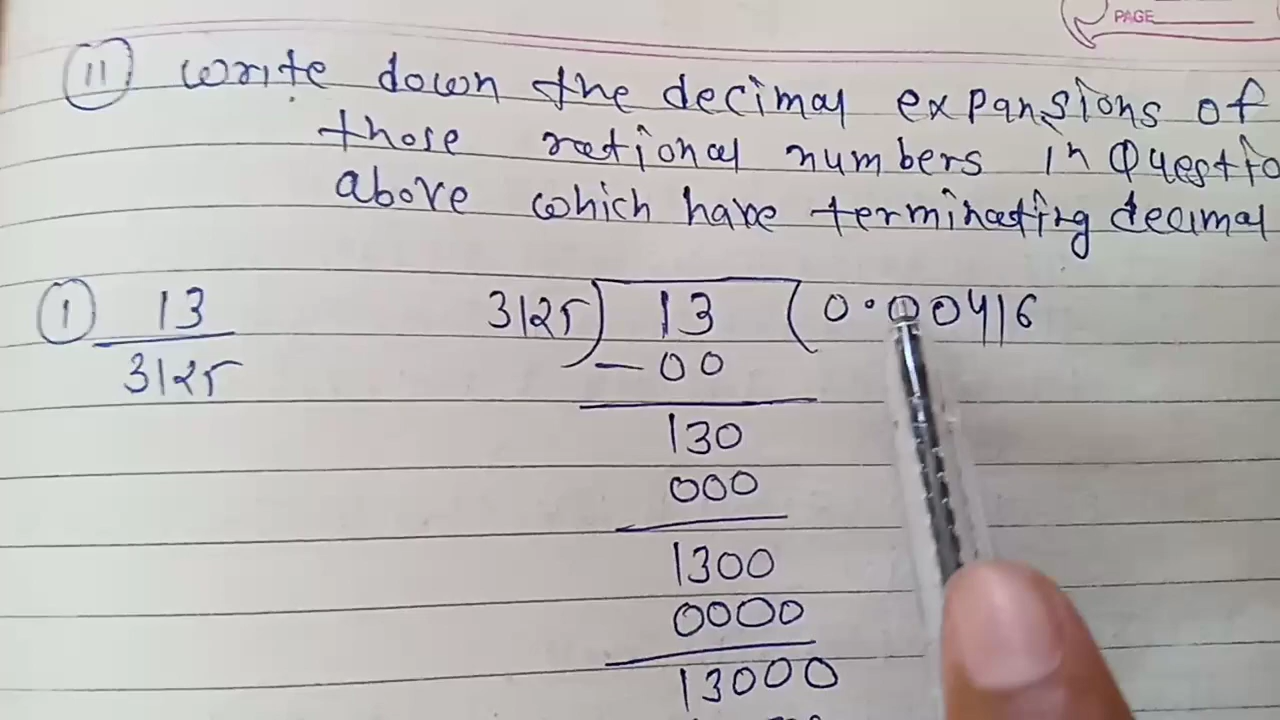 PAGE
11 Write down the decimal expansions of
those rational numbers in Questio
above which have terminating decimal
1 13
3125
3125) 13 (0.00416
- 00
130
000
1300
0000
13000